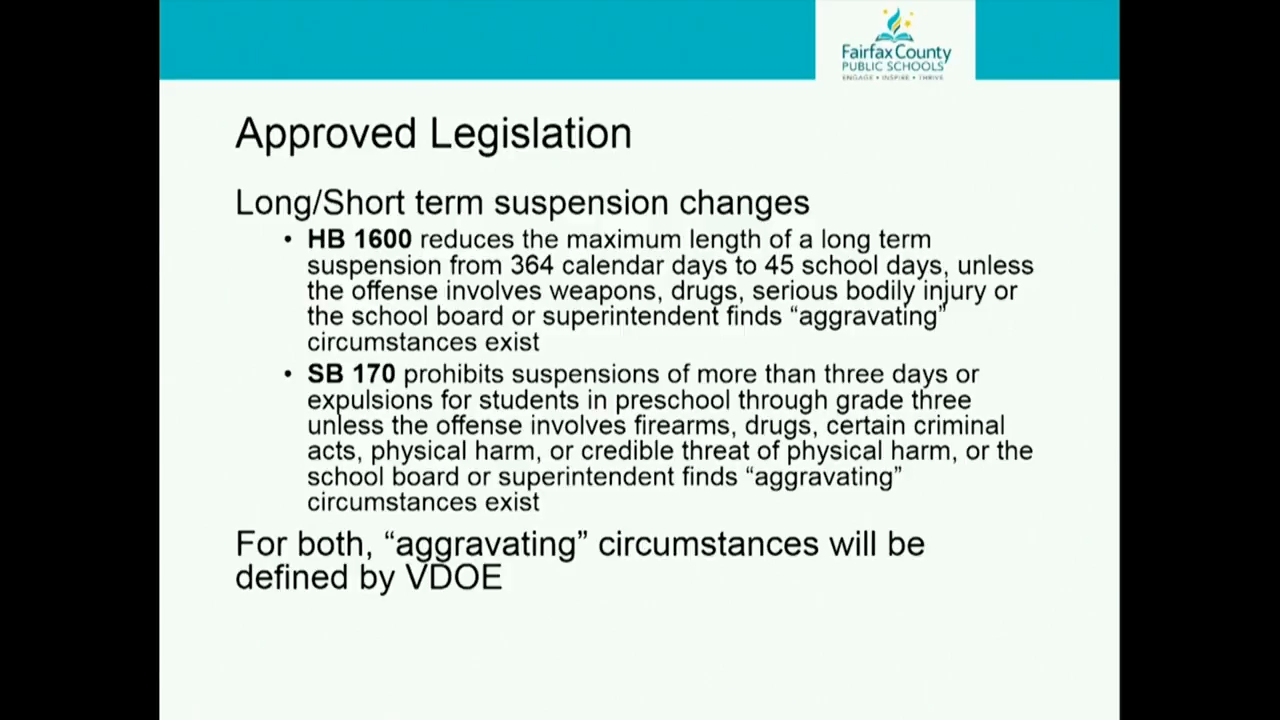 Fairfax County
PUBLIC SCHOOLS
ENGAGE • INSPIRE • THRIVE
Approved Legislation
Long/Short term suspension changes
• HB 1600 reduces the maximum length of a long term
suspension from 364 calendar days to 45 school days, unless
the offense involves weapons, drugs, serious bodily injury or
the school board or superintendent finds “aggravating”
circumstances exist
• SB 170 prohibits suspensions of more than three days or
expulsions for students in preschool through grade three
unless the offense involves firearms, drugs, certain criminal
acts, physical harm, or credible threat of physical harm, or the
school board or superintendent finds “aggravating”
circumstances exist
For both, “aggravating” circumstances will be
defined by VDOE